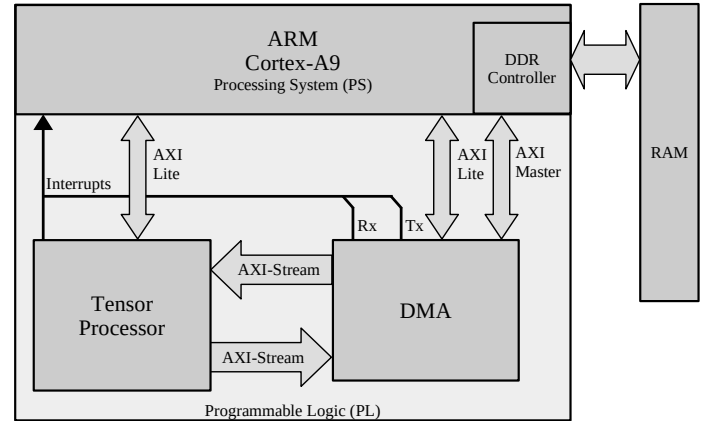 ARM
Cortex-A9
Processing System (PS)
DDR
Controller
RAM
AXI
Lite
AXI
Lite
AXI
Master
Interrupts
Rx
Tx
Tensor
Processor
AXI-Stream
AXI-Stream
DMA
Programmable Logic (PL)